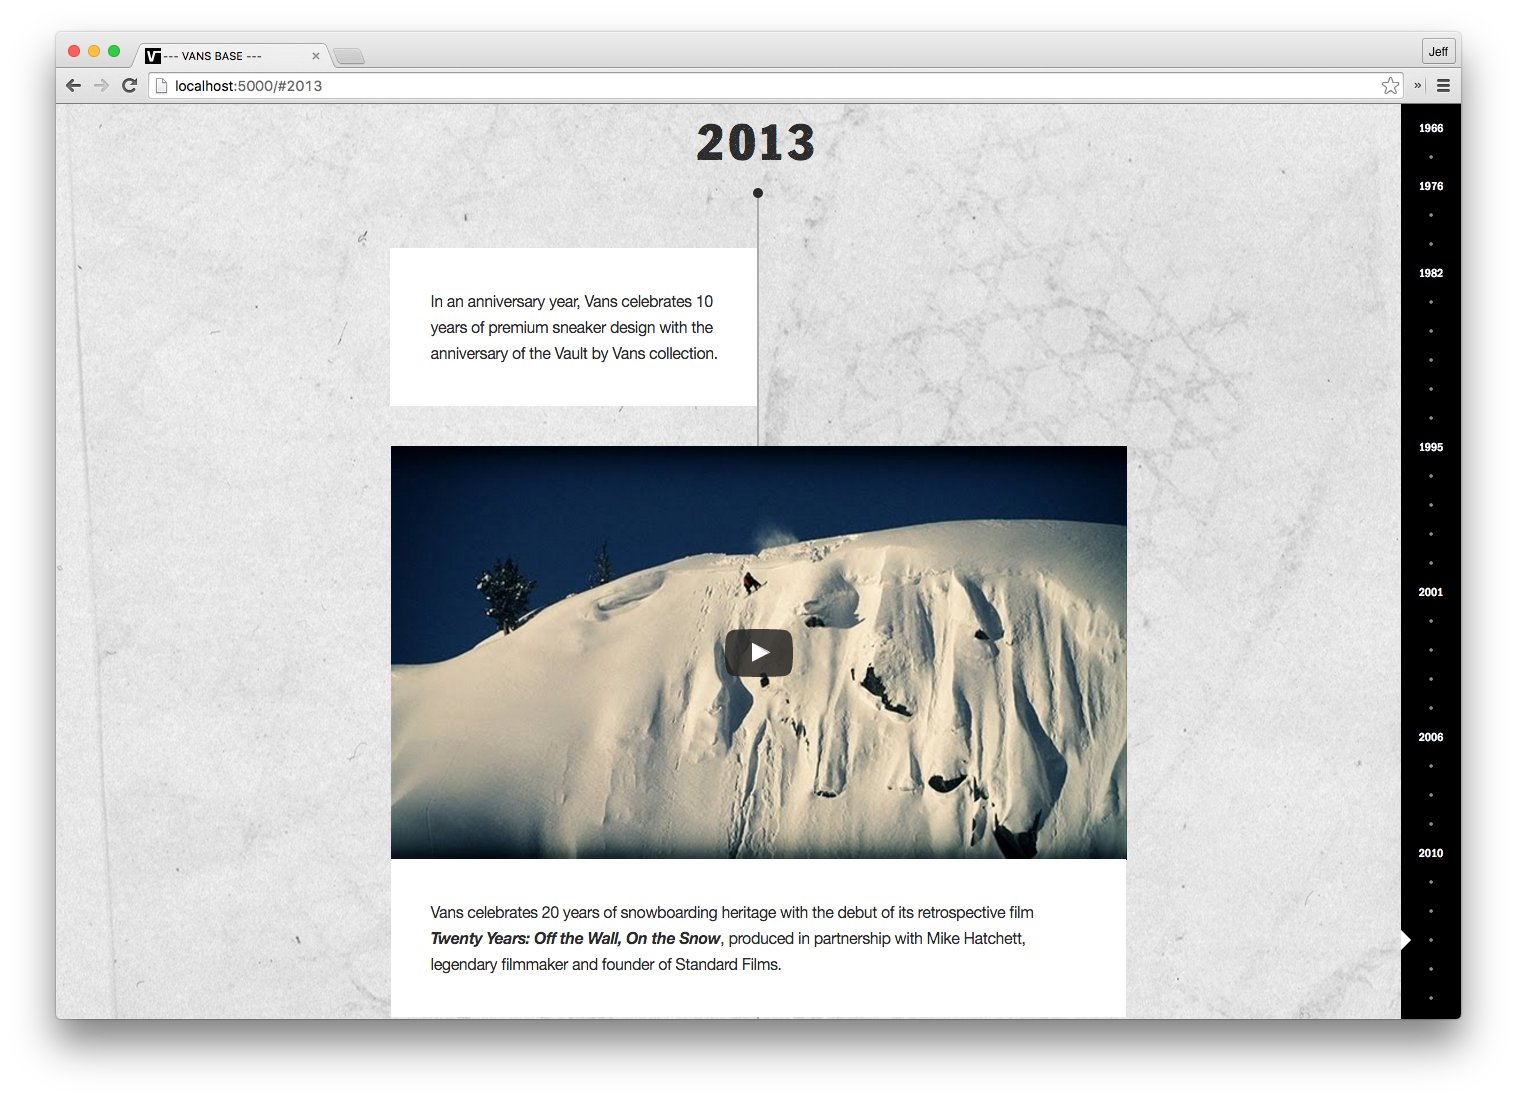 --- VANS BASE ---
Jeff
localhost:5000/#2013
»
2013
In an anniversary year, Vans celebrates 10
years of premium sneaker design with the
anniversary of the Vault by Vans collection.
Vans celebrates 20 years of snowboarding heritage with the debut of its retrospective film
Twenty Years: Off the Wall, On the Snow, produced in partnership with Mike Hatchett,
legendary filmmaker and founder of Standard Films.
1966
1976
1982
1995
2001
2006
2010